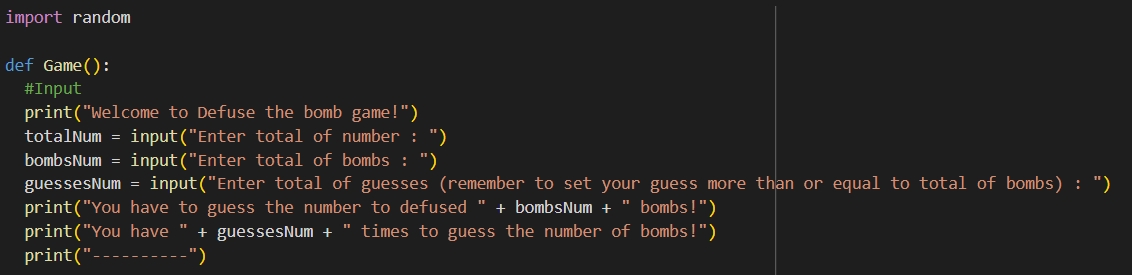 import random

def Game():
  #Input
  print("Welcome to Defuse the bomb game!")
  totalNum = input("Enter total of number : ")
  bombsNum = input("Enter total of bombs : ")
  guessesNum = input("Enter total of guesses (remember to set your guess more than or equal to total of bombs) : ")
  print("You have to guess the number to defused " + bombsNum + " bombs!")
  print("You have " + guessesNum + " times to guess the number of bombs!")
  print("----------")